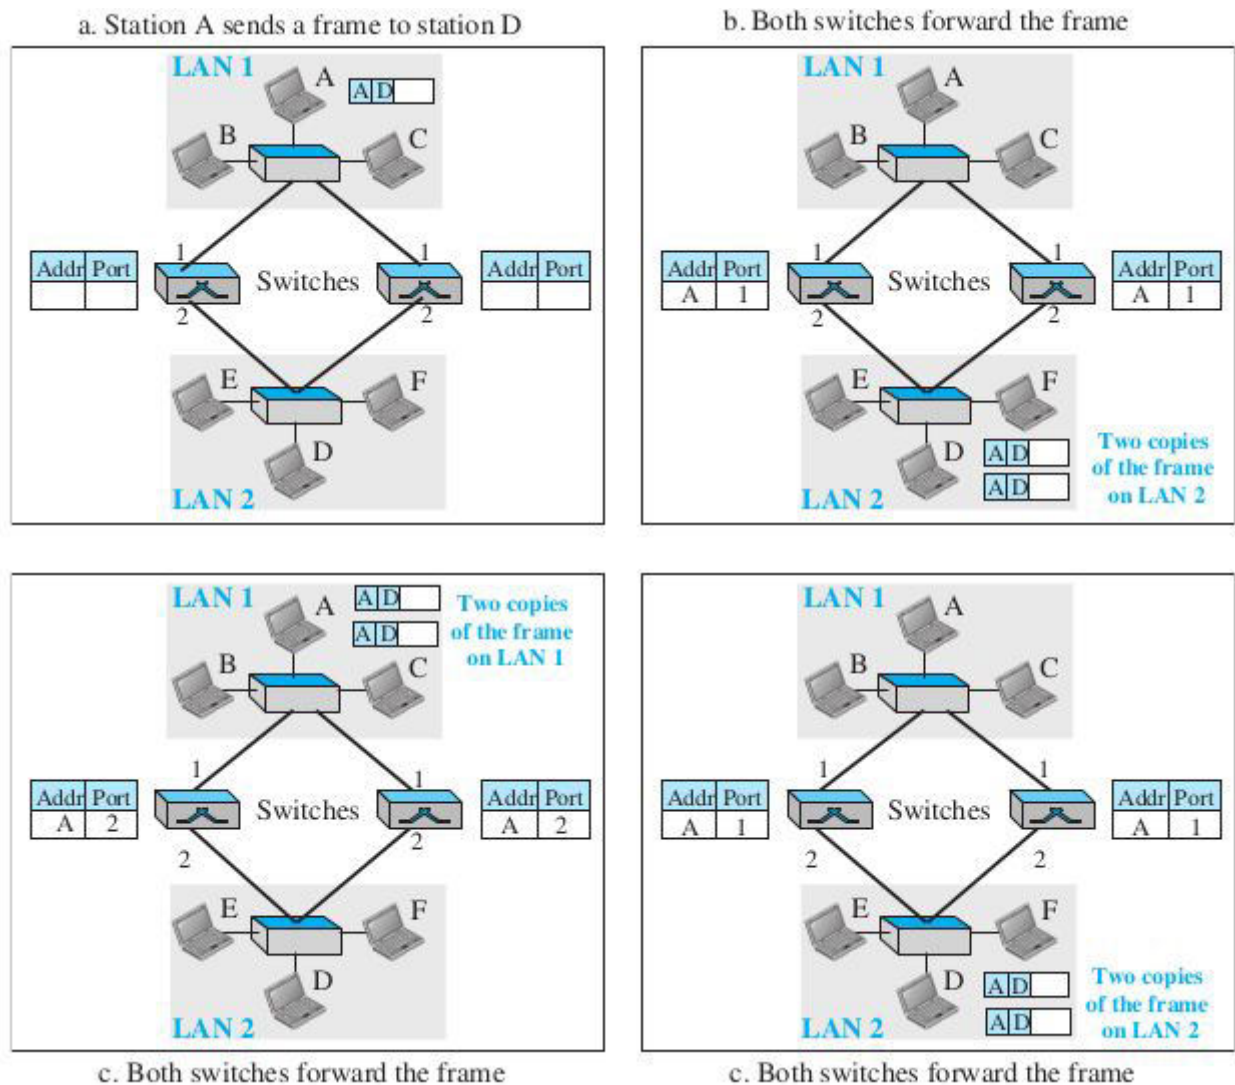 a. Station A sends a frame to station D
LAN 1
A
A D
B
C
1
1
Addr Port
Switches
Addr Port
2
2
E
F
D
LAN 2
b. Both switches forward the frame
LAN 1
A
B
C
1
1
Addr Port
A 1
Switches
Addr Port
A 1
2
2
E
F
D
A D
A D
Two copies
of the frame
on LAN 2
LAN 2
LAN 1
A
A D
A D
Two copies
of the frame
on LAN 1
B
C
1
1
Addr Port
A 2
Switches
Addr Port
A 2
2
2
E
F
D
LAN 2
c. Both switches forward the frame
LAN 1
A
B
C
1
1
Addr Port
A 1
Switches
Addr Port
A 1
2
2
E
F
D
A D
A D
Two copies
of the frame
on LAN 2
LAN 2
c. Both switches forward the frame